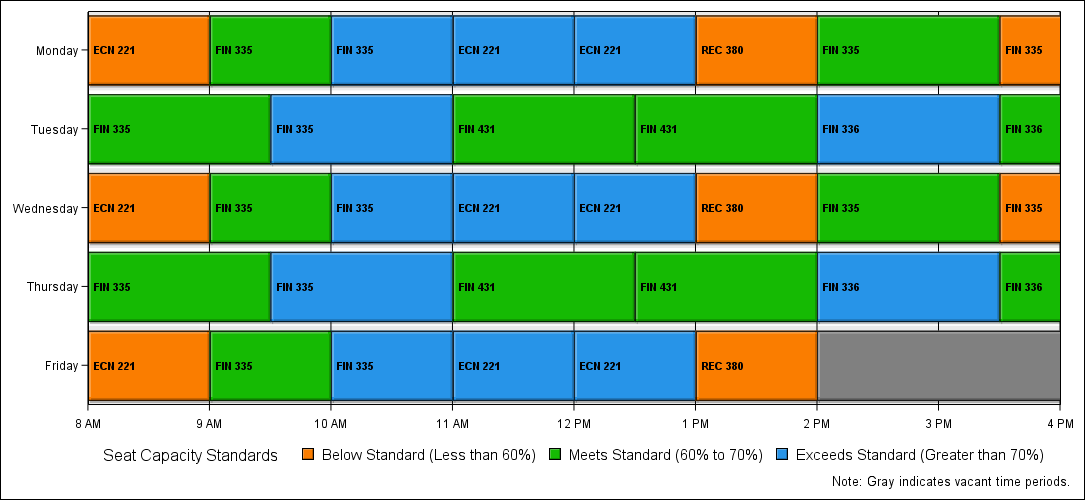 Monday ECN 221 FIN 335 FIN 335 ECN 221 ECN 221 REC 380 FIN 335 FIN 335
Tuesday FIN 335 FIN 335 FIN 431 FIN 431 FIN 336 FIN 336
Wednesday ECN 221 FIN 335 FIN 335 ECN 221 ECN 221 REC 380 FIN 335 FIN 335
Thursday FIN 335 FIN 335 FIN 431 FIN 431 FIN 336 FIN 336
Friday ECN 221 FIN 335 FIN 335 ECN 221 ECN 221 REC 380
8 AM 9 AM 10 AM 11 AM 12 PM 1 PM 2 PM 3 PM 4 PM
Seat Capacity Standards Below Standard (Less than 60%) Meets Standard (60% to 70%) Exceeds Standard (Greater than 70%)
Note: Gray indicates vacant time periods.